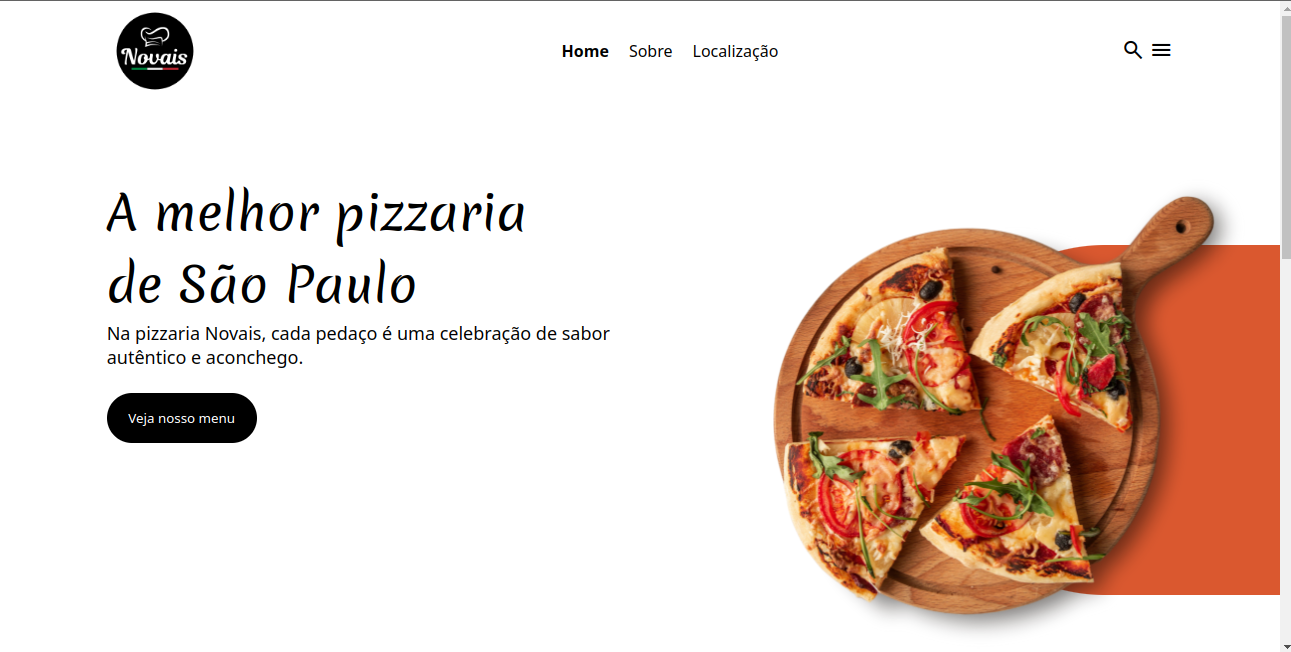 Novais
Home Sobre Localização
A melhor pizzaria
de São Paulo
Na pizzaria Novais, cada pedaço é uma celebração de sabor
autêntico e aconchego.
Veja nosso menu